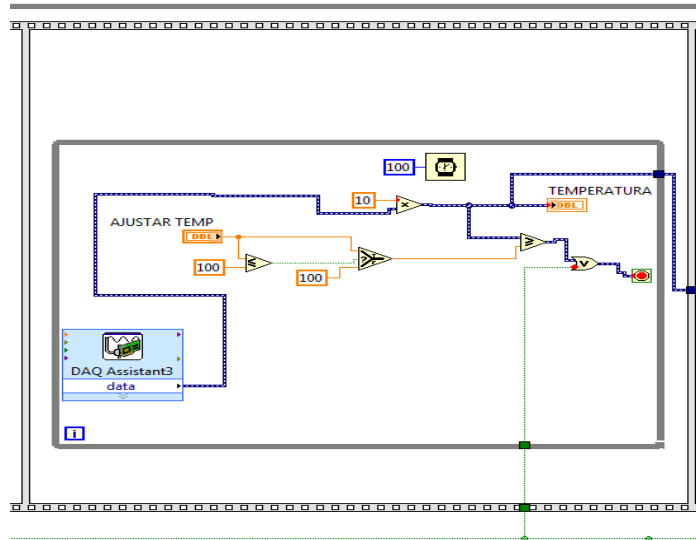 100
10
TEMPERATURA
DBL
AJUSTAR TEMP
DBL
100
100
DAQ Assistant3
data
i